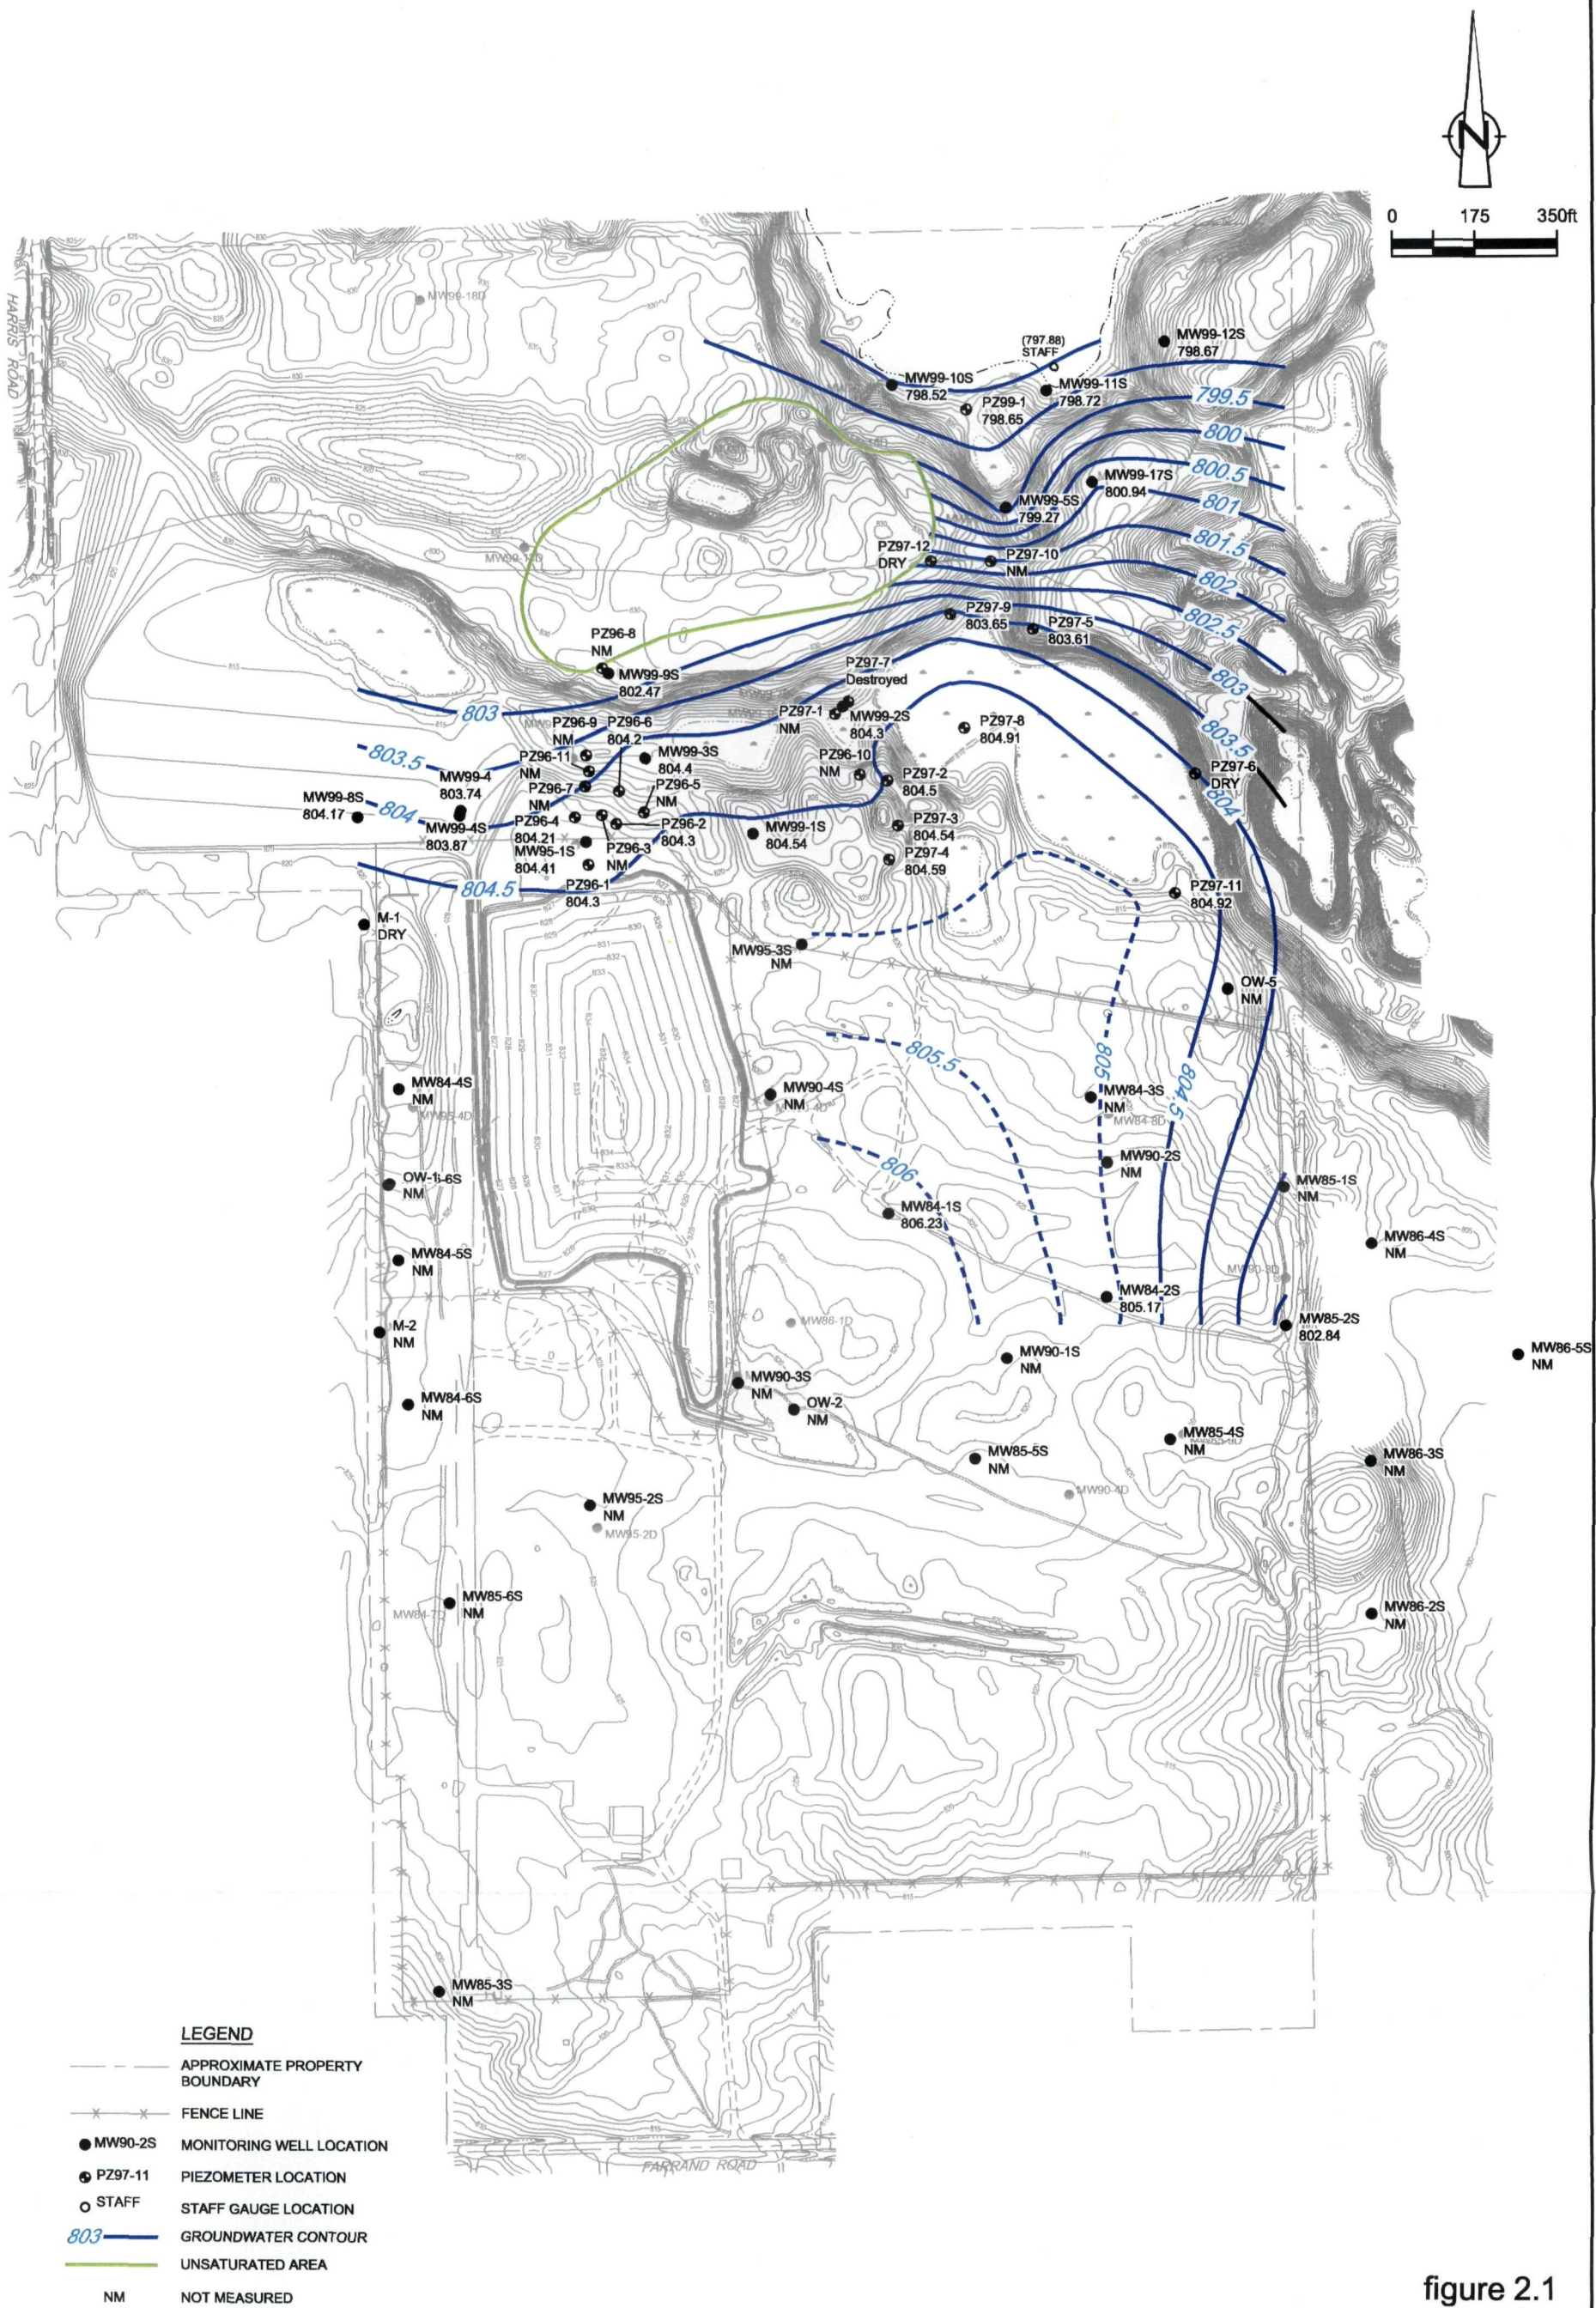 N
0 175 350ft
HARRIS ROAD
MW99-18D
(797.88)
STAFF
MW99-12S
798.67
MW99-10S
798.52
MW99-11S
798.72
PZ99-1
798.65
799.5
800
800.5
801
801.5
802
802.5
803
803.5
804
MW99-17S
800.94
MW99-5S
799.27
PZ97-12
DRY
PZ97-10
NM
PZ97-9
803.65
PZ97-5
803.61
PZ96-8
NM
MW99-9S
802.47
PZ97-7
Destroyed
803
PZ97-1
NM
MW99-2S
804.3
PZ97-8
804.91
PZ96-9
NM
PZ96-6
804.2
803.5
PZ96-11
NM
MW99-3S
804.4
PZ96-10
NM
PZ97-6
DRY
MW99-4
803.74
PZ96-7
NM
PZ96-5
NM
PZ97-2
804.5
MW99-8S
804.17
804
MW99-4S
803.87
PZ96-4
804.21
PZ96-2
804.3
MW99-1S
804.54
PZ97-3
804.54
MW95-1S
804.41
PZ96-3
NM
PZ97-4
804.59
804.5
PZ96-1
804.3
PZ97-11
804.92
M-1
DRY
MW95-3S
NM
OW-5
NM
805.5
805
804.5
MW84-4S
NM
MW95-4D
MW90-4S
NM
MW84-3S
NM
MW84-8D
806
MW90-2S
NM
OW-1
NM
MW85-1S
NM
MW84-1S
806.23
MW86-4S
NM
MW84-5S
NM
MW90-3D
MW84-2S
805.17
M-2
NM
MW86-1D
MW85-2S
802.84
MW86-5S
NM
MW90-1S
NM
MW90-3S
NM
MW84-6S
NM
OW-2
NM
MW85-4S
NM
MW85-5S
NM
MW86-3S
NM
MW90-4D
MW95-2S
NM
MW95-2D
MW85-6S
NM
MW84-7D
MW86-2S
NM
MW85-3S
NM
FARRAND ROAD
LEGEND
APPROXIMATE PROPERTY
BOUNDARY
FENCE LINE
MW90-2S MONITORING WELL LOCATION
PZ97-11 PIEZOMETER LOCATION
STAFF STAFF GAUGE LOCATION
803 GROUNDWATER CONTOUR
UNSATURATED AREA
NM NOT MEASURED
figure 2.1